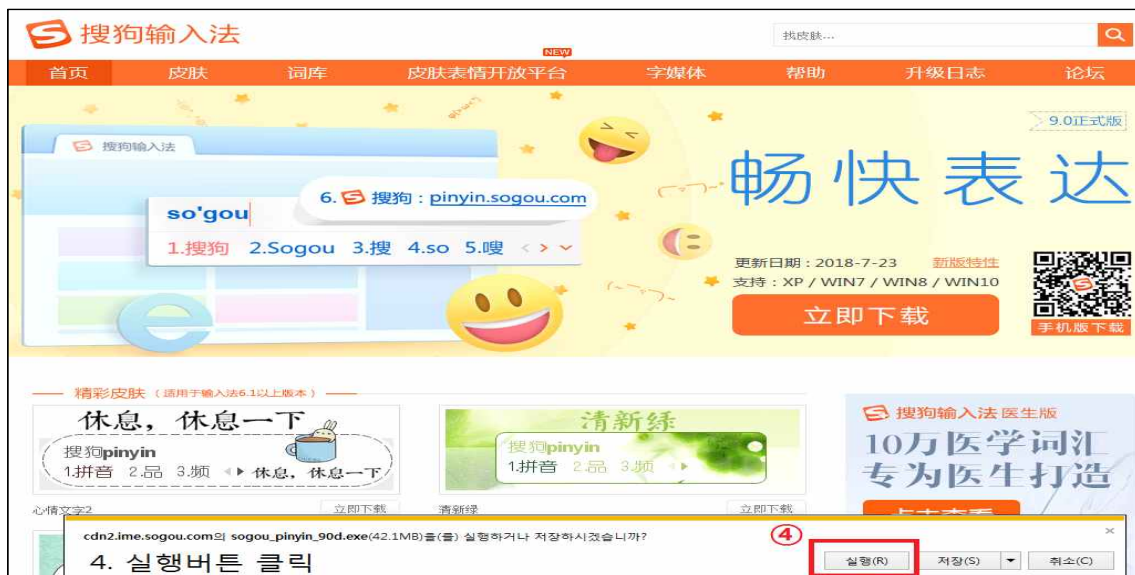 搜狗输入法
找皮肤...
NEW
首页 皮肤 词库 皮肤表情开放平台 字媒体 帮助 升级日志 论坛
9.0正式版
搜狗输入法
畅快表达
6. 搜狗：pinyin.sogou.com
so'gou
1.搜狗 2.Sogou 3.搜 4.so 5.嗖
更新日期：2018-7-23 新版特性
支持：XP / WIN7 / WIN8 / WIN10
立即下载
手机版下载
精彩皮肤（适用于输入法6.1以上版本）
休息，休息一下
搜狗pinyin
1.拼音 2.品 3.频 休息，休息一下
清新绿
搜狗pinyin
1.拼音 2.品 3.频
搜狗输入法医生版
10万医学词汇
专为医生打造
点击查看
心情文字2 立即下载
清新绿 立即下载
cdn2.ime.sogou.com의 sogou_pinyin_90d.exe(42.1MB)을(를) 실행하거나 저장하시겠습니까?
④
4. 실행버튼 클릭
실행(R) 저장(S) 취소(C)